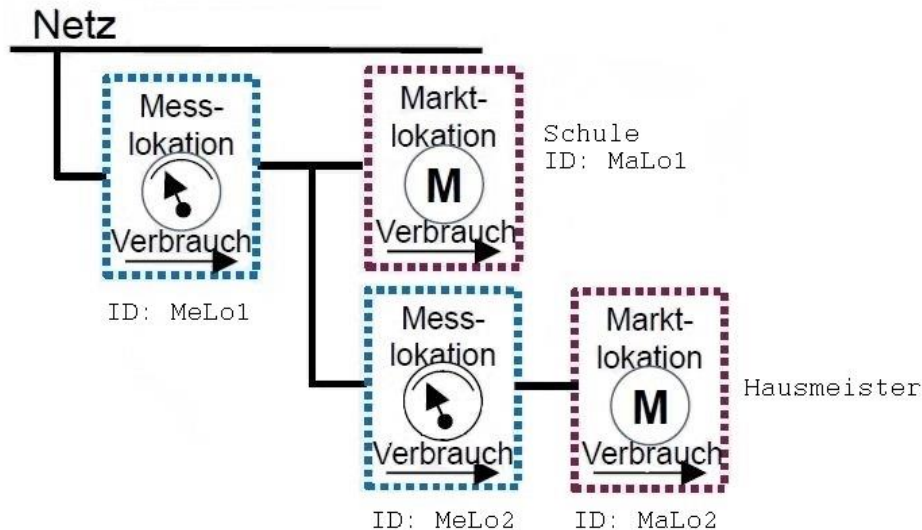 Netz
Mess-
lokation
Verbrauch
ID: MeLo1
Markt-
lokation
M
Verbrauch
Schule
ID: MaLo1
Mess-
lokation
Verbrauch
ID: MeLo2
Markt-
lokation
M
Verbrauch
ID: MaLo2
Hausmeister